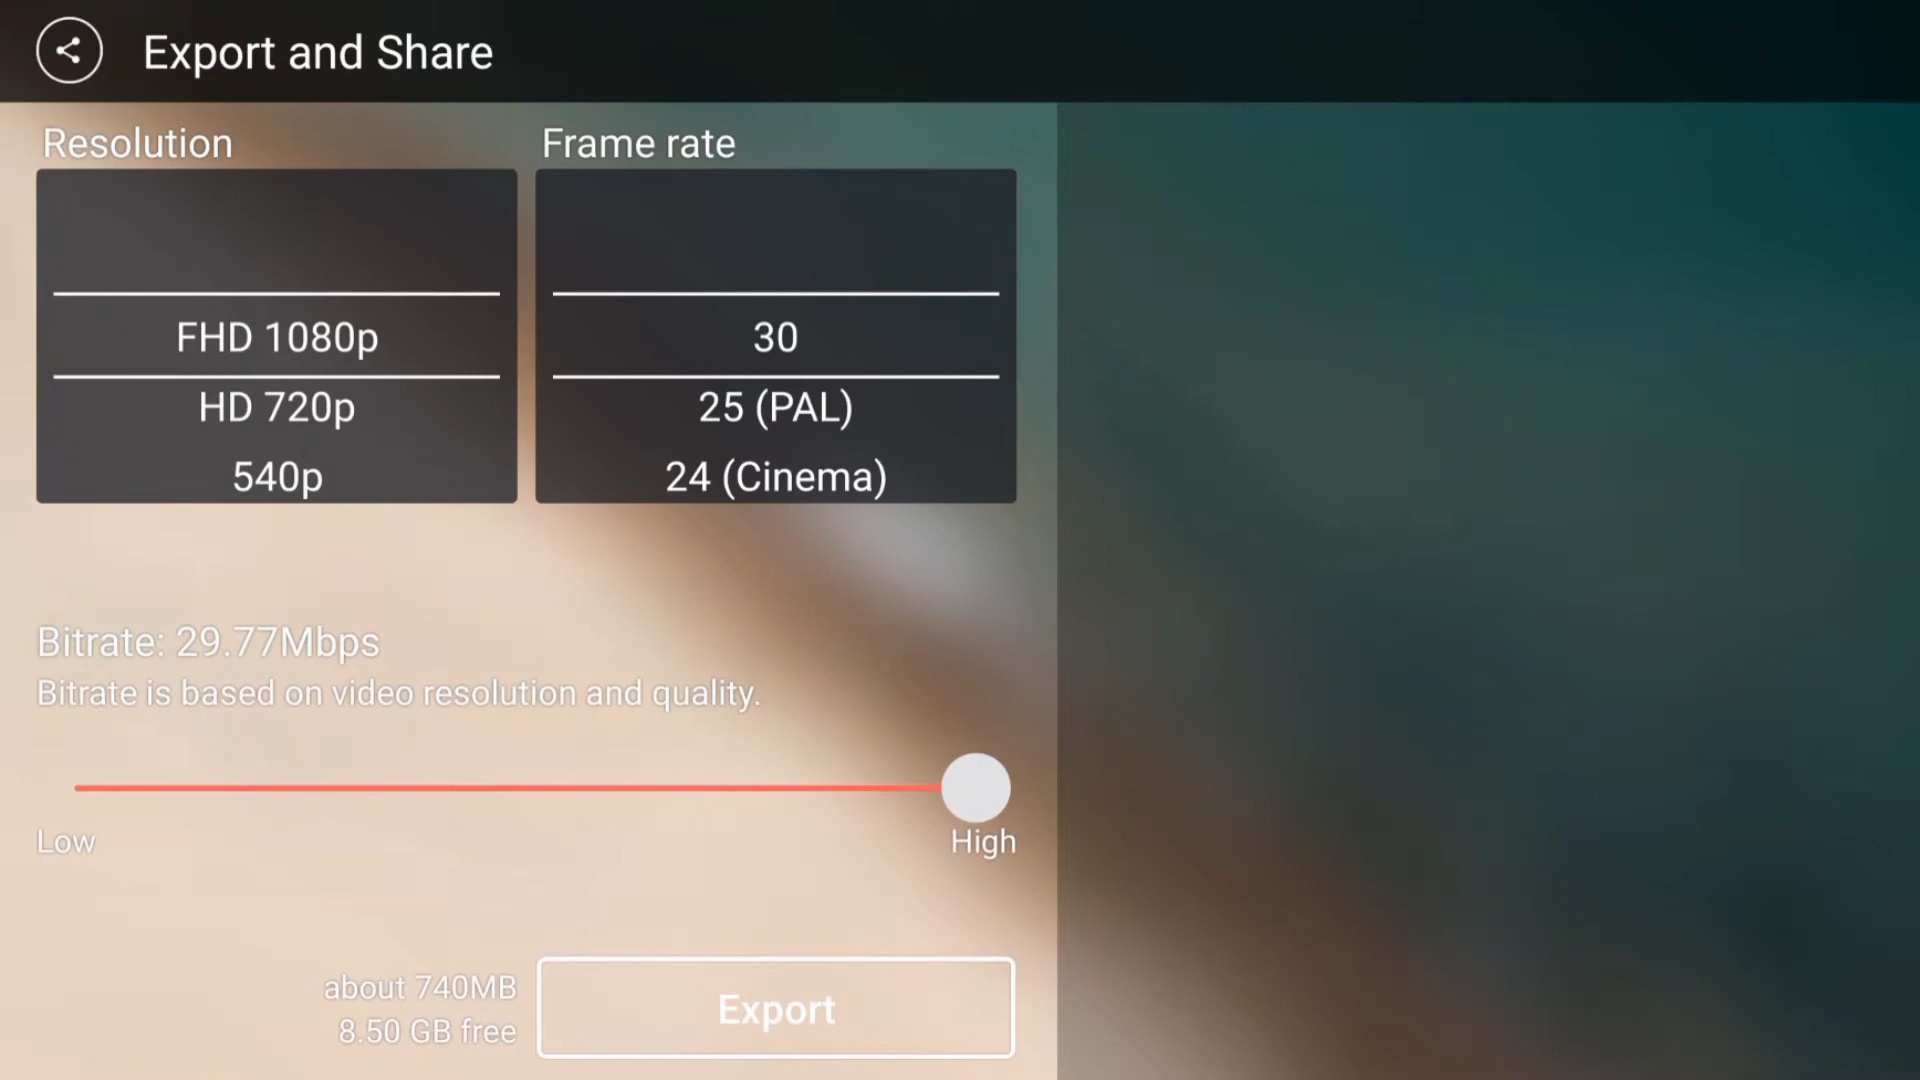 Export and Share
Resolution
Frame rate
FHD 1080p
HD 720p
540p
30
25 (PAL)
24 (Cinema)
Bitrate: 29.77Mbps
Bitrate is based on video resolution and quality.
Low
High
about 740MB
8.50 GB free
Export